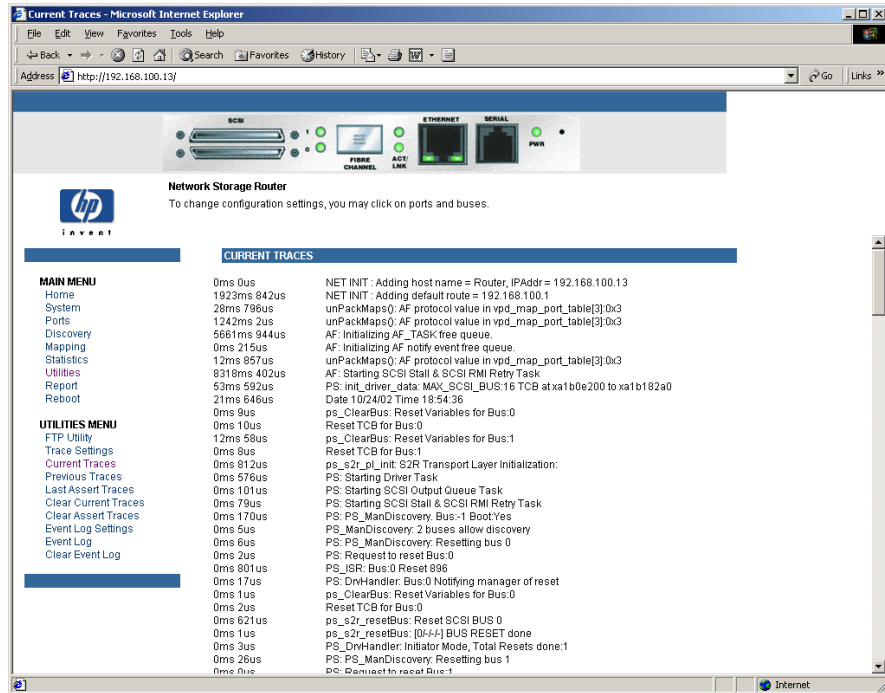 Current Traces - Microsoft Internet Explorer
File Edit View Favorites Tools Help
Back Search Favorites History
Address http://192.168.100.13/ Go Links »
SCSI 1 0 FIBRE CHANNEL ACT/ LNK ETHERNET SERIAL PWR
Network Storage Router
To change configuration settings, you may click on ports and buses.
hp
invent
CURRENT TRACES
MAIN MENU
Home
System
Ports
Discovery
Mapping
Statistics
Utilities
Report
Reboot
UTILITIES MENU
FTP Utility
Trace Settings
Current Traces
Previous Traces
Last Assert Traces
Clear Current Traces
Clear Assert Traces
Event Log Settings
Event Log
Clear Event Log
0ms 0us NET INIT : Adding host name = Router, IPAddr = 192.168.100.13
1923ms 842us NET INIT : Adding default route = 192.168.100.1
28ms 796us unPackMaps(): AF protocol value in vpd_map_port_table[3]:0x3
1242ms 2us unPackMaps(): AF protocol value in vpd_map_port_table[3]:0x3
5661ms 944us AF: Initializing AF_TASK free queue.
0ms 215us AF: Initializing AF notify event free queue.
12ms 857us unPackMaps(): AF protocol value in vpd_map_port_table[3]:0x3
8318ms 402us AF: Starting SCSI Stall & SCSI RMI Retry Task
53ms 592us PS: init_driver_data: MAX_SCSI_BUS:16 TCB at xa1b0e200 to xa1b182a0
21ms 646us Date 10/24/02 Time 18:54:36
0ms 9us ps_ClearBus: Reset Variables for Bus:0
0ms 10us Reset TCB for Bus:0
12ms 58us ps_ClearBus: Reset Variables for Bus:1
0ms 8us Reset TCB for Bus:1
0ms 812us ps_s2r_pl_init: S2R Transport Layer Initialization:
0ms 576us PS: Starting Driver Task
0ms 101us PS: Starting SCSI Output Queue Task
0ms 79us PS: Starting SCSI Stall & SCSI RMI Retry Task
0ms 170us PS: PS_ManDiscovery. Bus:-1 Boot:Yes
0ms 5us PS_ManDiscovery: 2 buses allow discovery
0ms 6us PS: PS_ManDiscovery: Resetting bus 0
0ms 2us PS: Request to reset Bus:0
0ms 801us PS_ISR: Bus:0 Reset 896
0ms 17us PS: DrvHandler: Bus:0 Notifying manager of reset
0ms 1us ps_ClearBus: Reset Variables for Bus:0
0ms 2us Reset TCB for Bus:0
0ms 621us ps_s2r_resetBus: Reset SCSI BUS 0
0ms 1us ps_s2r_resetBus: [0/-/-/-] BUS RESET done
0ms 3us PS_DrvHandler: Initiator Mode, Total Resets done:1
0ms 26us PS: PS_ManDiscovery: Resetting bus 1
0ms 0us PS: Request to reset Bus:1
Internet